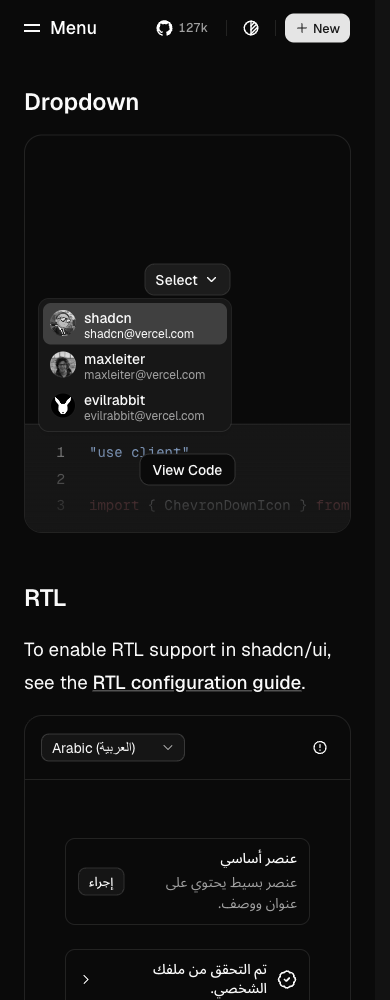 Menu
127k
New
Dropdown
Select
shadcn
shadcn@vercel.com
maxleiter
maxleiter@vercel.com
evilrabbit
evilrabbit@vercel.com
1 "use client"
View Code
2
3 import { ChevronDownIcon } from
RTL
To enable RTL support in shadcn/ui,
see the RTL configuration guide.
Arabic (العربية)
عنصر أساسي
عنصر بسيط يحتوي على
عنوان ووصف.
إجراء
تم التحقق من ملفك
الشخصي.